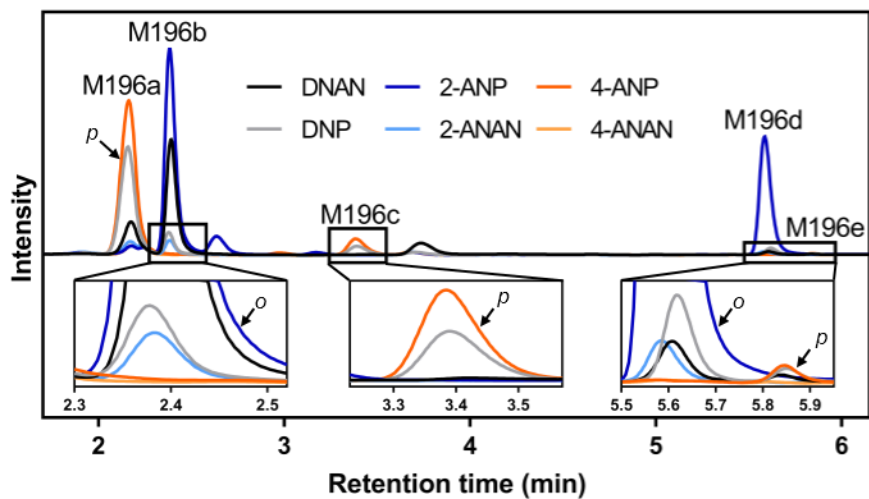 M196b
M196a
DNAN 2-ANP 4-ANP
p
DNP 2-ANAN 4-ANAN
M196d
M196c
M196e
Intensity
o
p
o
p
2.3 2.4 2.5
3.3 3.4 3.5
5.5 5.6 5.7 5.8 5.9
2 3 4 5 6
Retention time (min)